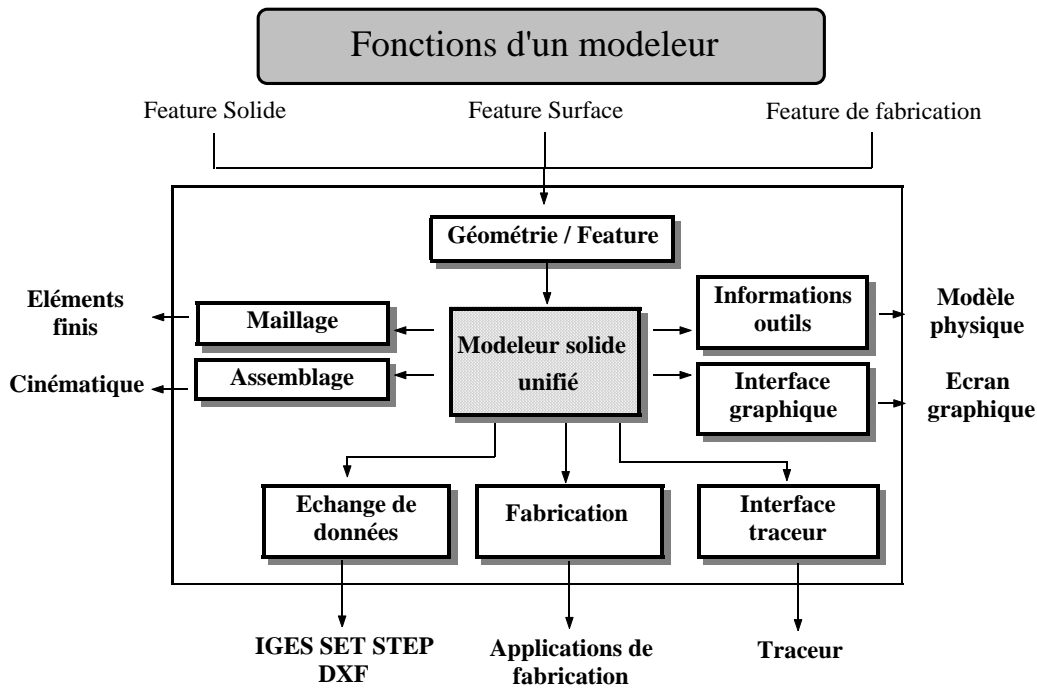 Fonctions d'un modeleur
Feature Solide
Feature Surface
Feature de fabrication
Géométrie / Feature
Eléments
finis
Maillage
Modeleur solide
unifié
Informations
outils
Modèle
physique
Cinématique
Assemblage
Interface
graphique
Ecran
graphique
Echange de
données
Fabrication
Interface
traceur
IGES SET STEP
DXF
Applications de
fabrication
Traceur